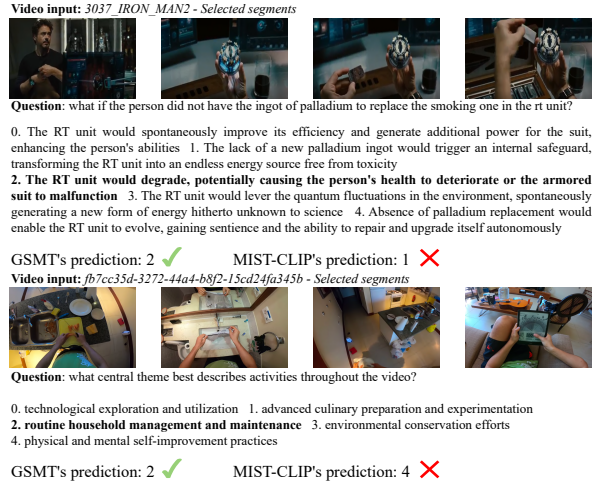 Video input: 3037_IRON_MAN2 - Selected segments
Question: what if the person did not have the ingot of palladium to replace the smoking one in the rt unit?
0. The RT unit would spontaneously improve its efficiency and generate additional power for the suit,
enhancing the person's abilities 1. The lack of a new palladium ingot would trigger an internal safeguard,
transforming the RT unit into an endless energy source free from toxicity
2. The RT unit would degrade, potentially causing the person's health to deteriorate or the armored
suit to malfunction 3. The RT unit would lever the quantum fluctuations in the environment, spontaneously
generating a new form of energy hitherto unknown to science 4. Absence of palladium replacement would
enable the RT unit to evolve, gaining sentience and the ability to repair and upgrade itself autonomously
GSMT's prediction: 2 MIST-CLIP's prediction: 1
Video input: fb7cc35d-3272-44a4-b8f2-15cd24fa345b - Selected segments
Question: what central theme best describes activities throughout the video?
0. technological exploration and utilization 1. advanced culinary preparation and experimentation
2. routine household management and maintenance 3. environmental conservation efforts
4. physical and mental self-improvement practices
GSMT's prediction: 2 MIST-CLIP's prediction: 4